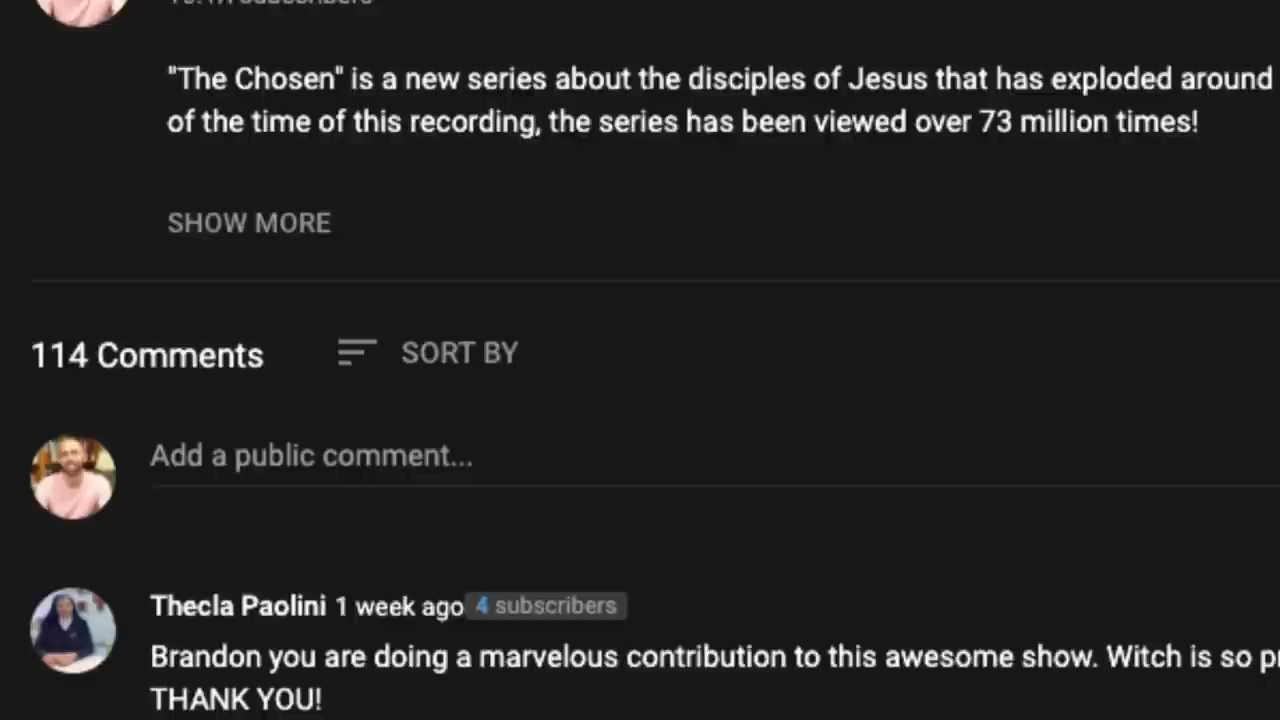 "The Chosen" is a new series about the disciples of Jesus that has exploded around
of the time of this recording, the series has been viewed over 73 million times!
SHOW MORE
114 Comments SORT BY
Add a public comment...
Thecla Paolini 1 week ago 4 subscribers
Brandon you are doing a marvelous contribution to this awesome show. Witch is so
THANK YOU!